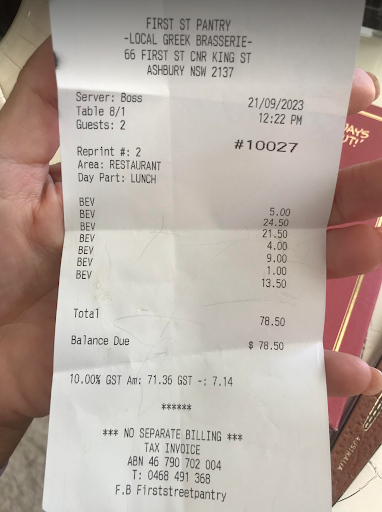 FIRST ST PANTRY
-LOCAL GREEK BRASSERIE-
66 FIRST ST CNR KING ST
ASHBURY NSW 2137
Server: Boss 21/09/2023
Table 8/1 12:22 PM
Guests: 2
#10027
Reprint #: 2
Area: RESTAURANT
Day Part: LUNCH
BEV 5.00
BEV 24.50
BEV 21.50
BEV 4.00
BEV 9.00
BEV 1.00
BEV 13.50
Total 78.50
Balance Due $ 78.50
10.00% GST Am: 71.36 GST -: 7.14
******
*** NO SEPARATE BILLING ***
TAX INVOICE
ABN 46 790 702 004
T: 0468 491 368
F.B Firststreetpantry
DAYS
UT!
AUSTRALIA